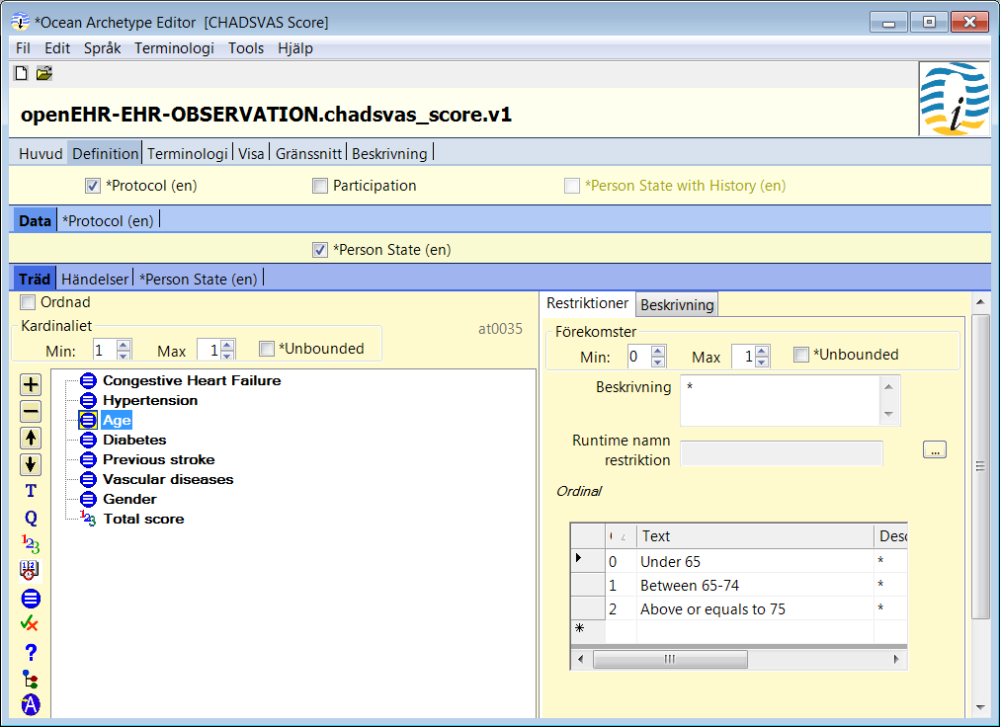 *Ocean Archetype Editor [CHADSVAS Score]
Fil Edit Språk Terminologi Tools Hjälp
openEHR-EHR-OBSERVATION.chadsvas_score.v1
Huvud Definition Terminologi Visa Gränssnitt Beskrivning
*Protocol (en) Participation *Person State with History (en)
Data *Protocol (en)
*Person State (en)
Träd Händelser *Person State (en)
Ordnad
Kardinaliet
at0035
Min: 1 Max 1 *Unbounded
Congestive Heart Failure
Hypertension
Age
Diabetes
Previous stroke
Vascular diseases
Gender
Total score
T
Q
Restriktioner Beskrivning
Förekomster
Min: 0 Max 1 *Unbounded
Beskrivning *
Runtime namn
restriktion
...
Ordinal
Text Desc
0 Under 65 *
1 Between 65-74 *
2 Above or equals to 75 *
*